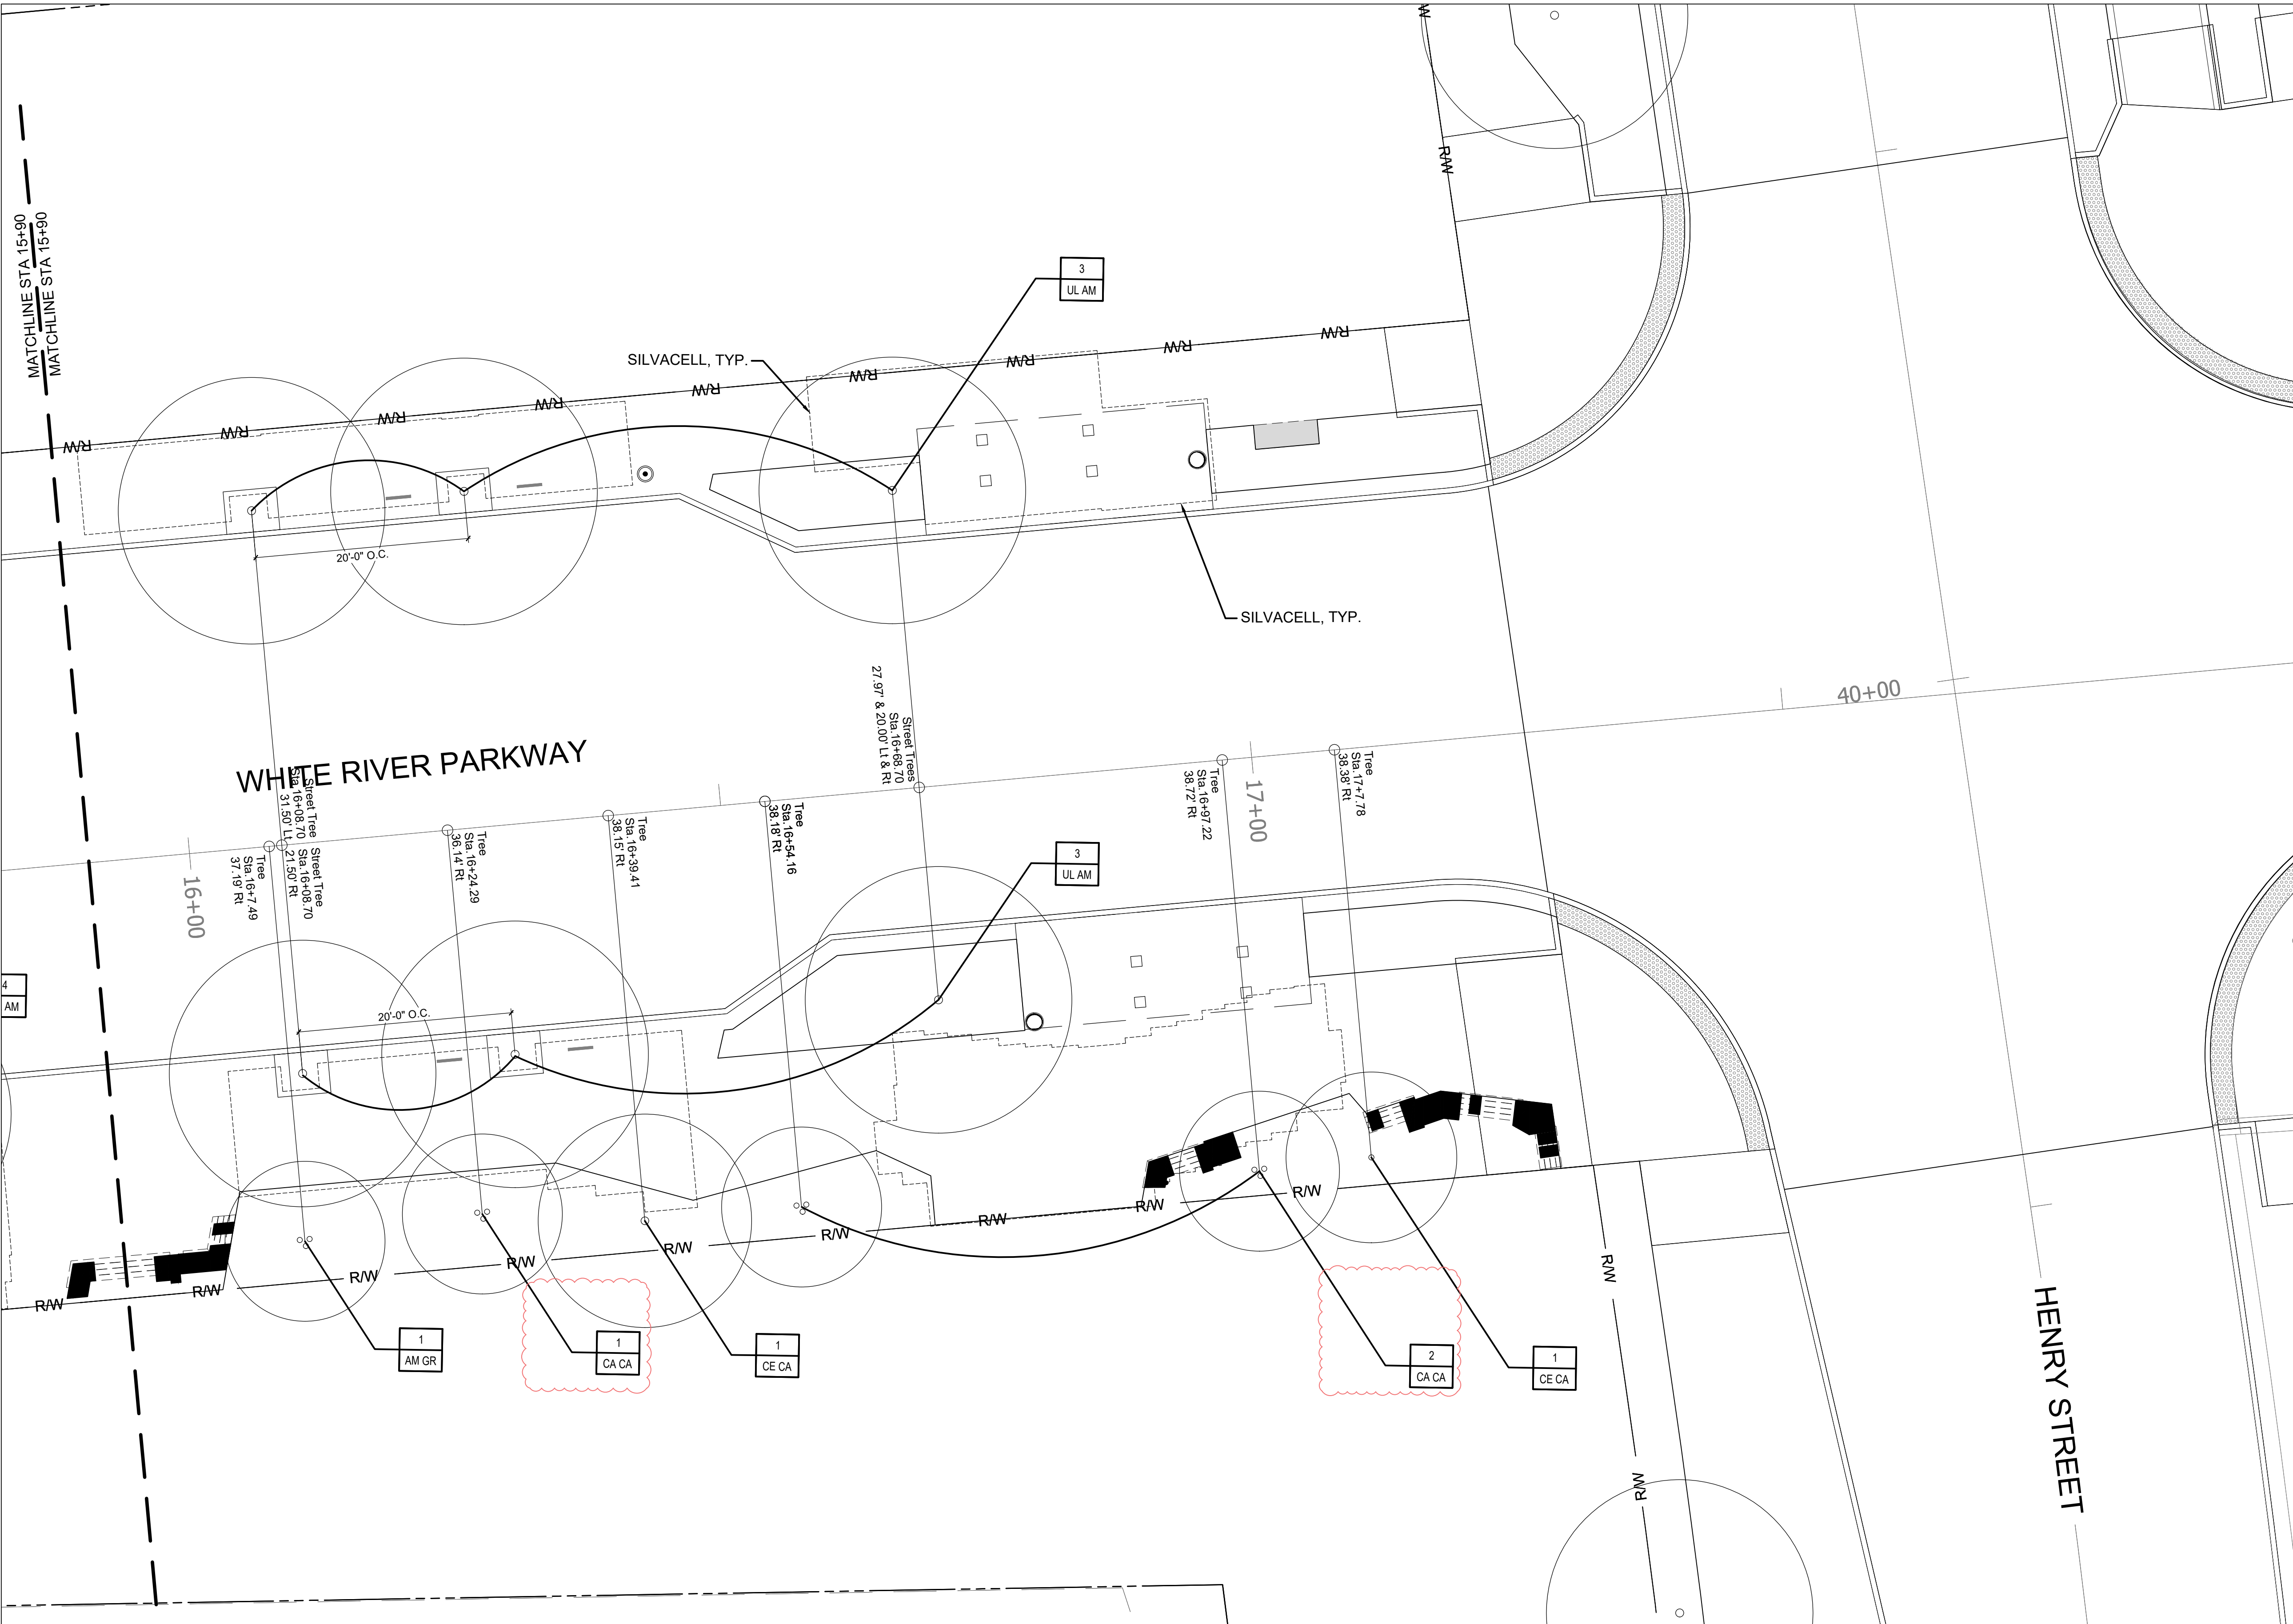 MATCHLINE STA 15+90
MATCHLINE STA 15+90
R/W
R/W
3
UL AM
SILVACELL, TYP.
R/W
R/W
R/W
R/W
R/W
R/W
R/W
R/W
R/W
20'-0" O.C.
SILVACELL, TYP.
40+00
WHITE RIVER PARKWAY
Street Trees
Sta.16+68.70
27.97' & 20.00' Lt & Rt
Street Tree
Sta.16+08.70
31.50' Lt
Street Tree
Sta.16+08.70
21.50' Rt
Tree
Sta.16+7.49
37.19' Rt
Tree
Sta.16+24.29
36.14' Rt
Tree
Sta.16+39.41
38.15' Rt
Tree
Sta.16+54.16
38.18' Rt
Tree
Sta.16+97.22
38.72' Rt
Tree
Sta.17+7.78
38.38' Rt
16+00
17+00
3
UL AM
4
AM
20'-0" O.C.
R/W
R/W
R/W
R/W
R/W
R/W
R/W
R/W
R/W
R/W
R/W
1
AM GR
1
CA CA
1
CE CA
2
CA CA
1
CE CA
HENRY STREET